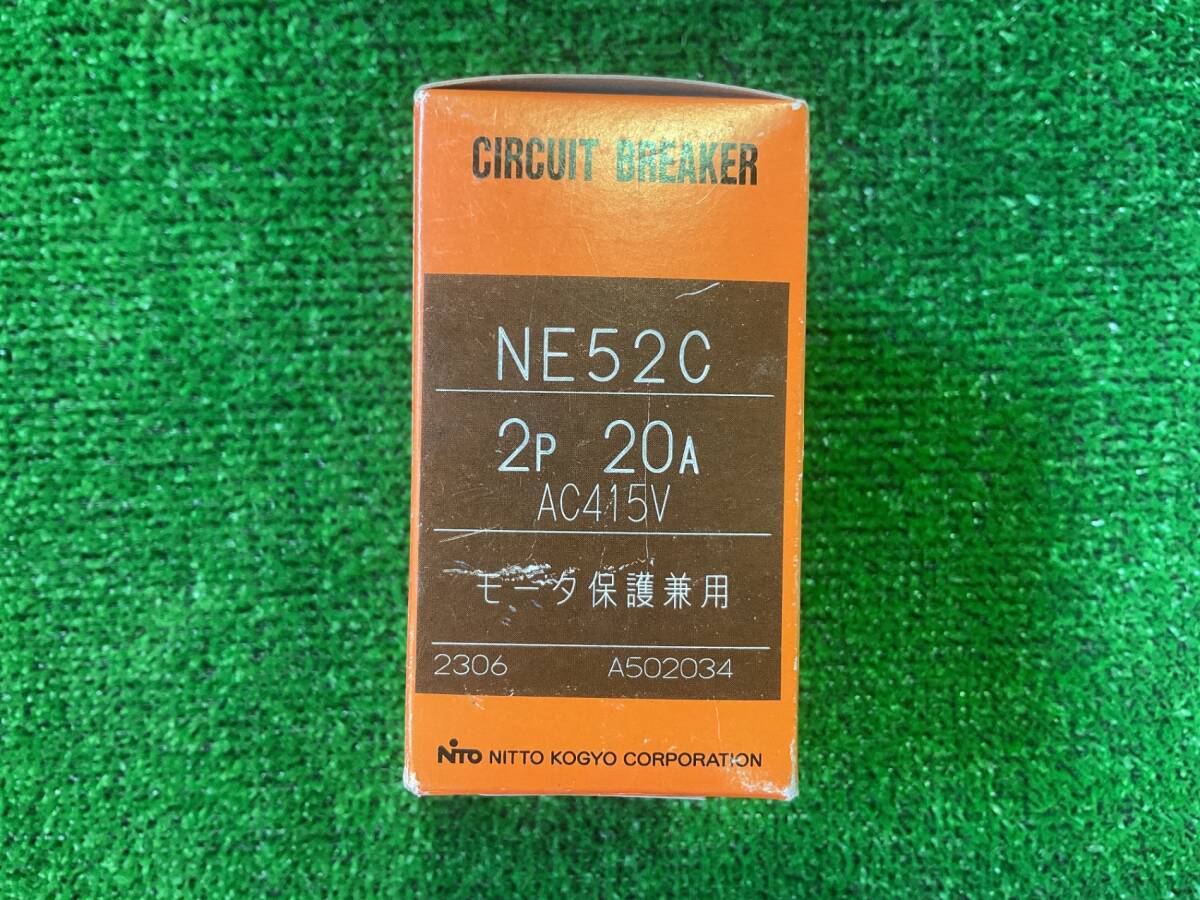 CIRCUIT BREAKER
NE52C
2P 20A
AC415V
モータ保護兼用
2306 A502034
NITO NITTO KOGYO CORPORATION